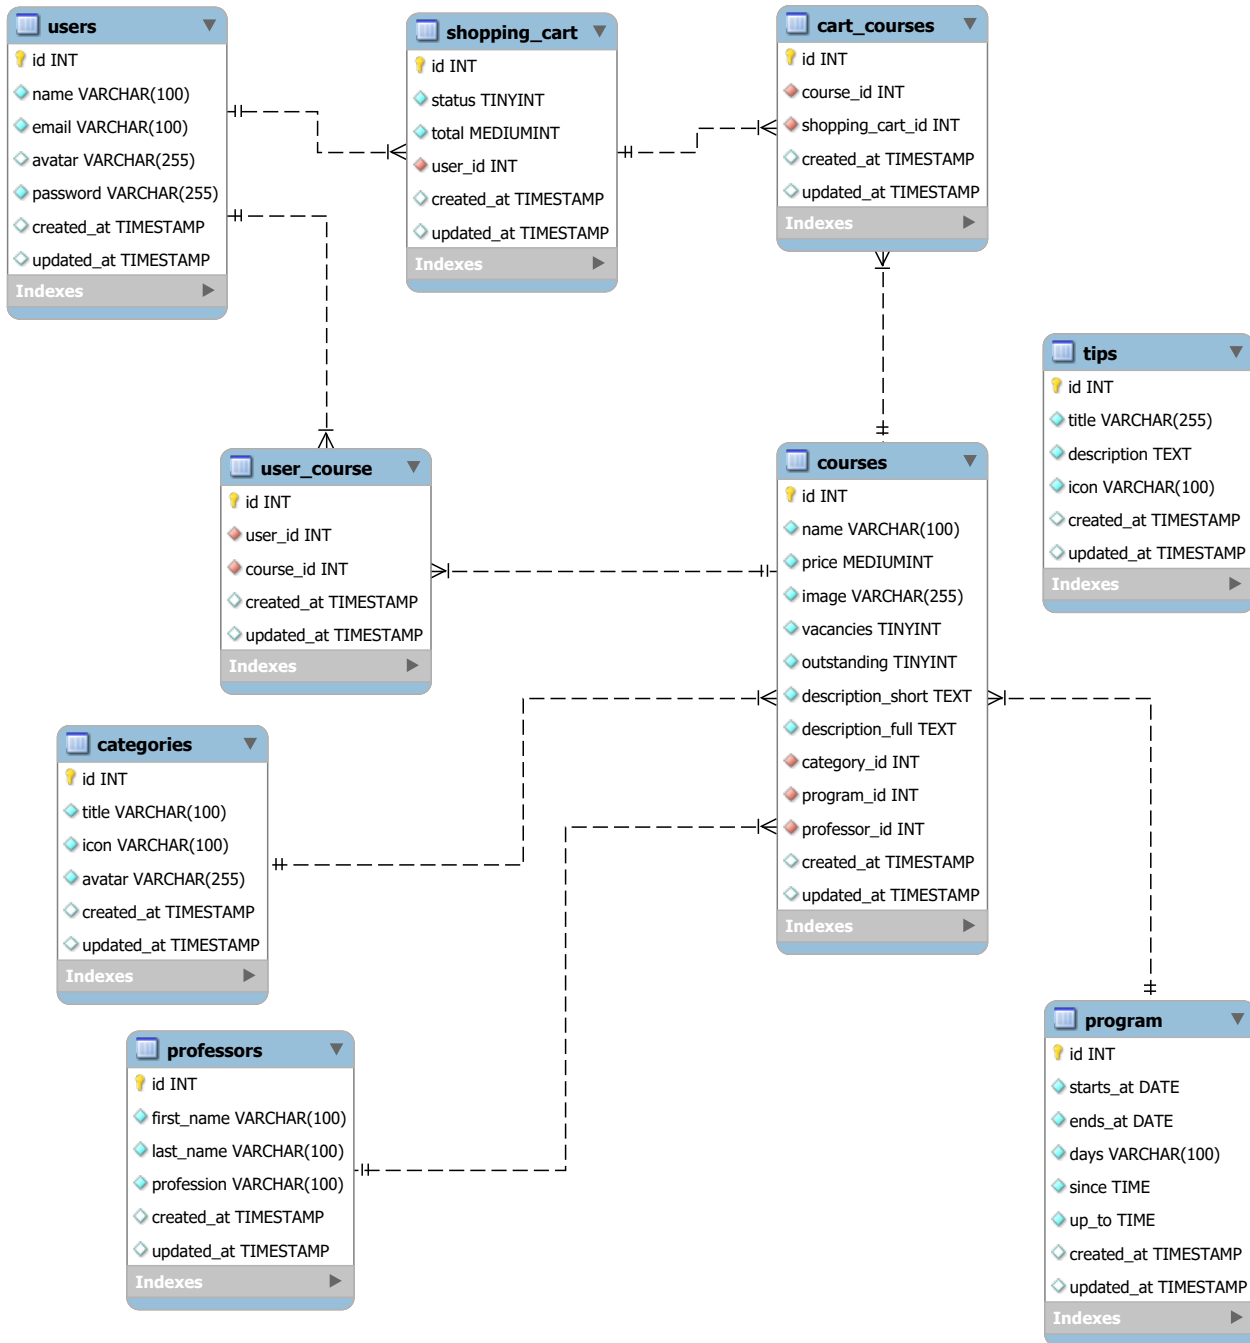 users
id INT
name VARCHAR(100)
email VARCHAR(100)
avatar VARCHAR(255)
password VARCHAR(255)
created_at TIMESTAMP
updated_at TIMESTAMP
Indexes
shopping_cart
id INT
status TINYINT
total MEDIUMINT
user_id INT
created_at TIMESTAMP
updated_at TIMESTAMP
Indexes
cart_courses
id INT
course_id INT
shopping_cart_id INT
created_at TIMESTAMP
updated_at TIMESTAMP
Indexes
tips
id INT
title VARCHAR(255)
description TEXT
icon VARCHAR(100)
created_at TIMESTAMP
updated_at TIMESTAMP
Indexes
user_course
id INT
user_id INT
course_id INT
created_at TIMESTAMP
updated_at TIMESTAMP
Indexes
courses
id INT
name VARCHAR(100)
price MEDIUMINT
image VARCHAR(255)
vacancies TINYINT
outstanding TINYINT
description_short TEXT
description_full TEXT
category_id INT
program_id INT
professor_id INT
created_at TIMESTAMP
updated_at TIMESTAMP
Indexes
categories
id INT
title VARCHAR(100)
icon VARCHAR(100)
avatar VARCHAR(255)
created_at TIMESTAMP
updated_at TIMESTAMP
Indexes
professors
id INT
first_name VARCHAR(100)
last_name VARCHAR(100)
profession VARCHAR(100)
created_at TIMESTAMP
updated_at TIMESTAMP
Indexes
program
id INT
starts_at DATE
ends_at DATE
days VARCHAR(100)
since TIME
up_to TIME
created_at TIMESTAMP
updated_at TIMESTAMP
Indexes